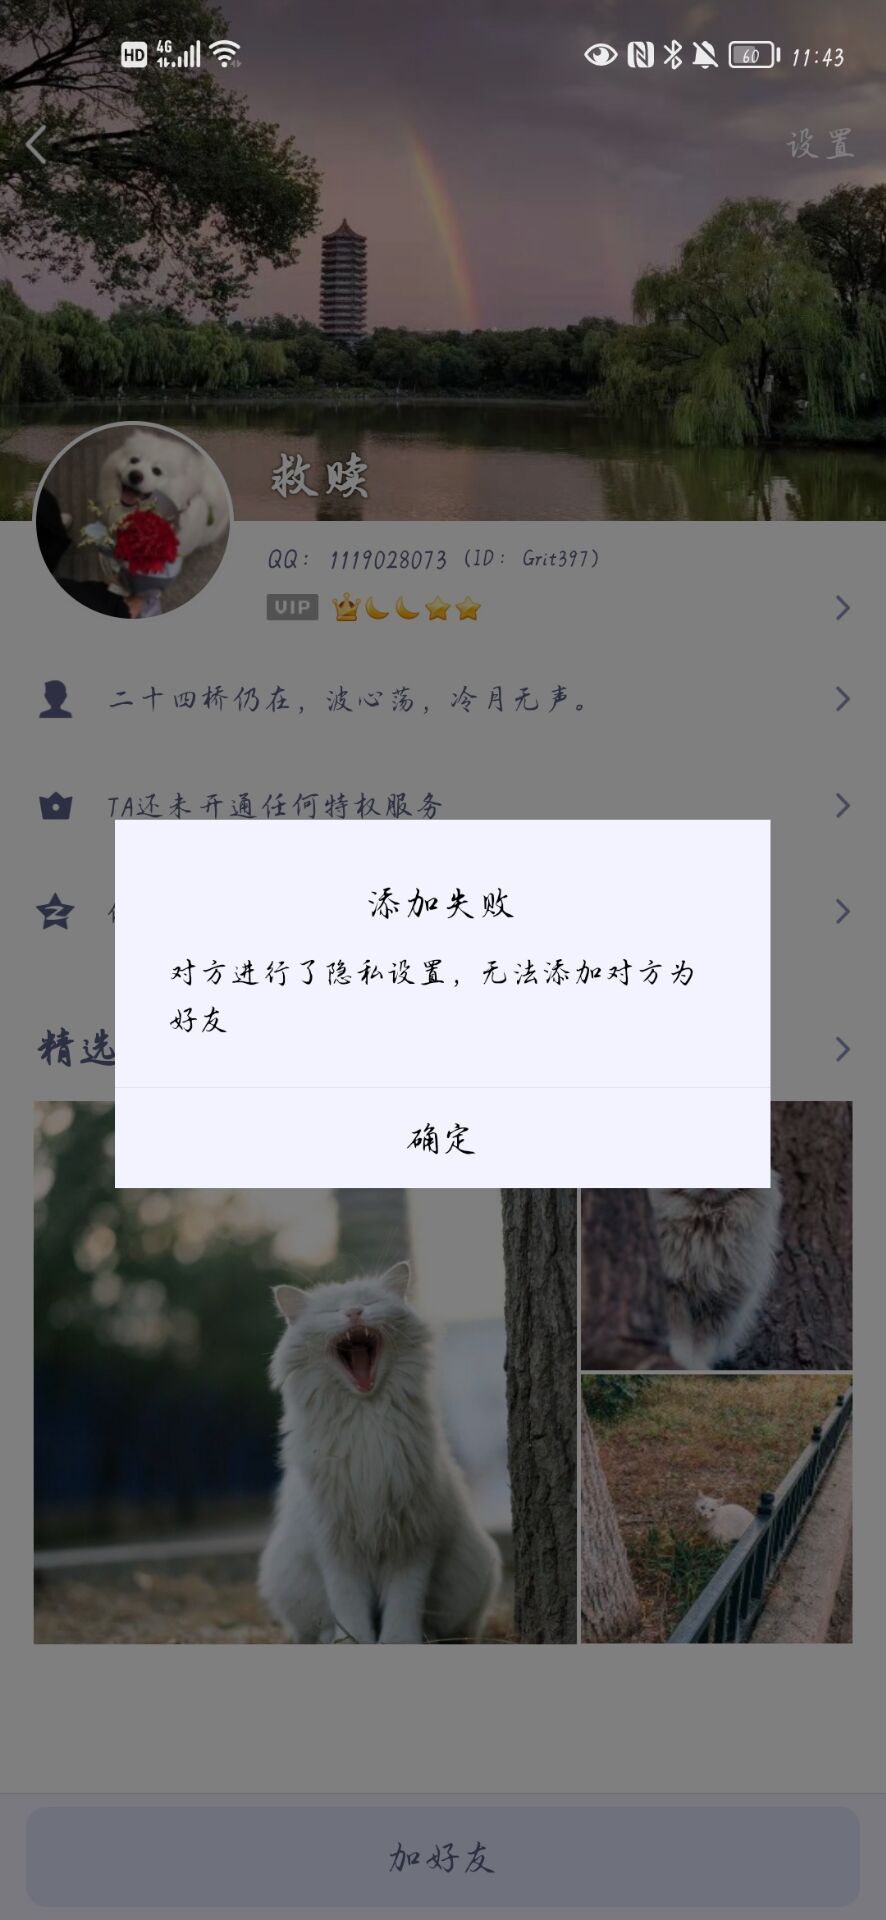 HD 4G 60 11:43
设置
救赎
QQ: 1119028073 (ID: Grit397)
VIP
二十四桥仍在，波心荡，冷月无声。
TA还未开通任何特权服务
添加失败
对方进行了隐私设置，无法添加对方为
好友
精选
确定
加好友